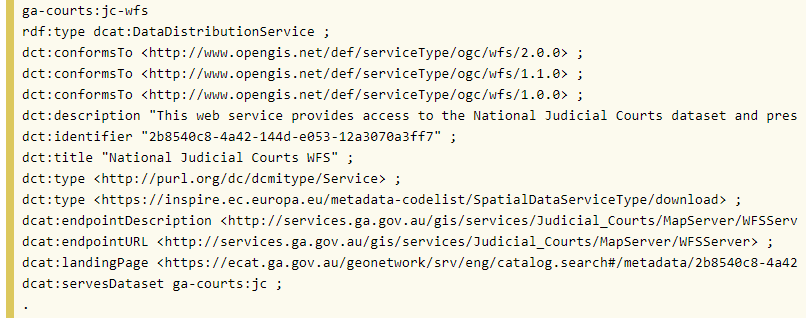 ga-courts:jc-wfs
rdf:type dcat:DataDistributionService ;
dct:conformsTo <http://www.opengis.net/def/serviceType/ogc/wfs/2.0.0> ;
dct:conformsTo <http://www.opengis.net/def/serviceType/ogc/wfs/1.1.0> ;
dct:conformsTo <http://www.opengis.net/def/serviceType/ogc/wfs/1.0.0> ;
dct:description "This web service provides access to the National Judicial Courts dataset and pres
dct:identifier "2b8540c8-4a42-144d-e053-12a3070a3ff7" ;
dct:title "National Judicial Courts WFS" ;
dct:type <http://purl.org/dc/dcmitype/Service> ;
dct:type <https://inspire.ec.europa.eu/metadata-codelist/SpatialDataServiceType/download> ;
dcat:endpointDescription <http://services.ga.gov.au/gis/services/Judicial_Courts/MapServer/WFSServ
dcat:endpointURL <http://services.ga.gov.au/gis/services/Judicial_Courts/MapServer/WFSServer> ;
dcat:landingPage <https://ecat.ga.gov.au/geonetwork/srv/eng/catalog.search#/metadata/2b8540c8-4a42
dcat:servesDataset ga-courts:jc ;
.